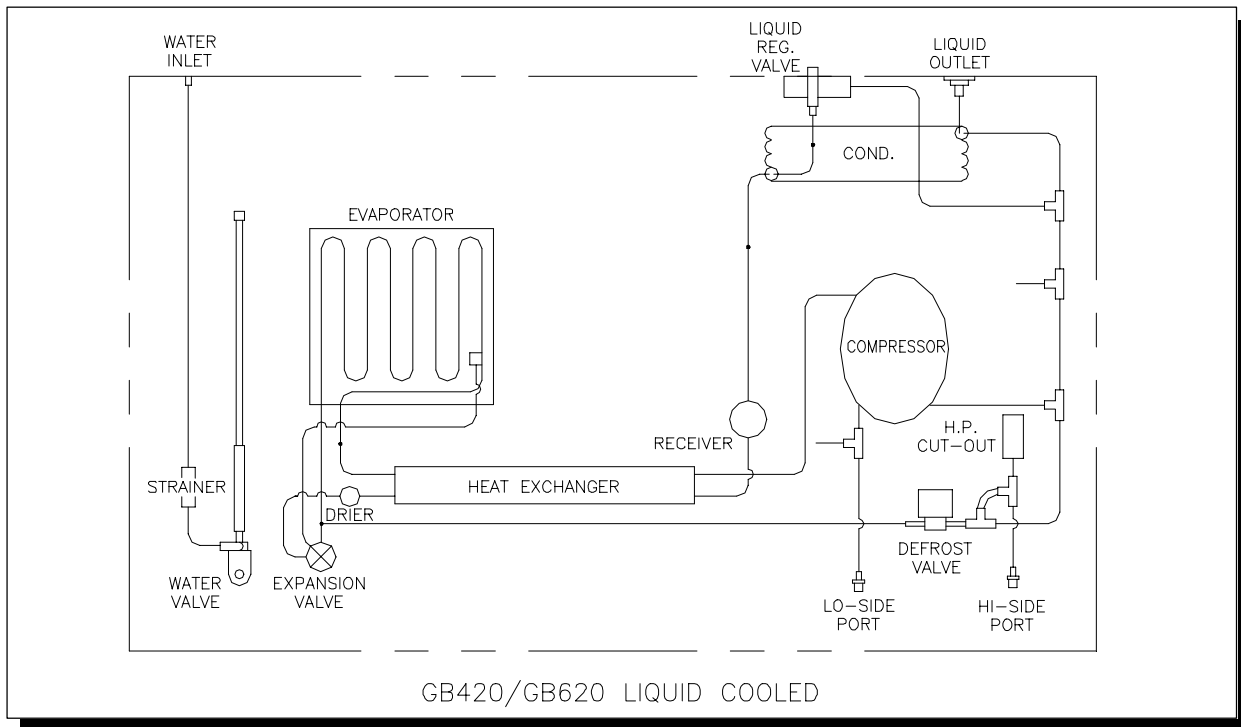 WATER
INLET
LIQUID
REG.
VALVE
LIQUID
OUTLET
COND.
EVAPORATOR
COMPRESSOR
H.P.
CUT-OUT
RECEIVER
STRAINER
HEAT EXCHANGER
DRIER
DEFROST
VALVE
WATER
VALVE
EXPANSION
VALVE
LO-SIDE
PORT
HI-SIDE
PORT
GB420/GB620 LIQUID COOLED